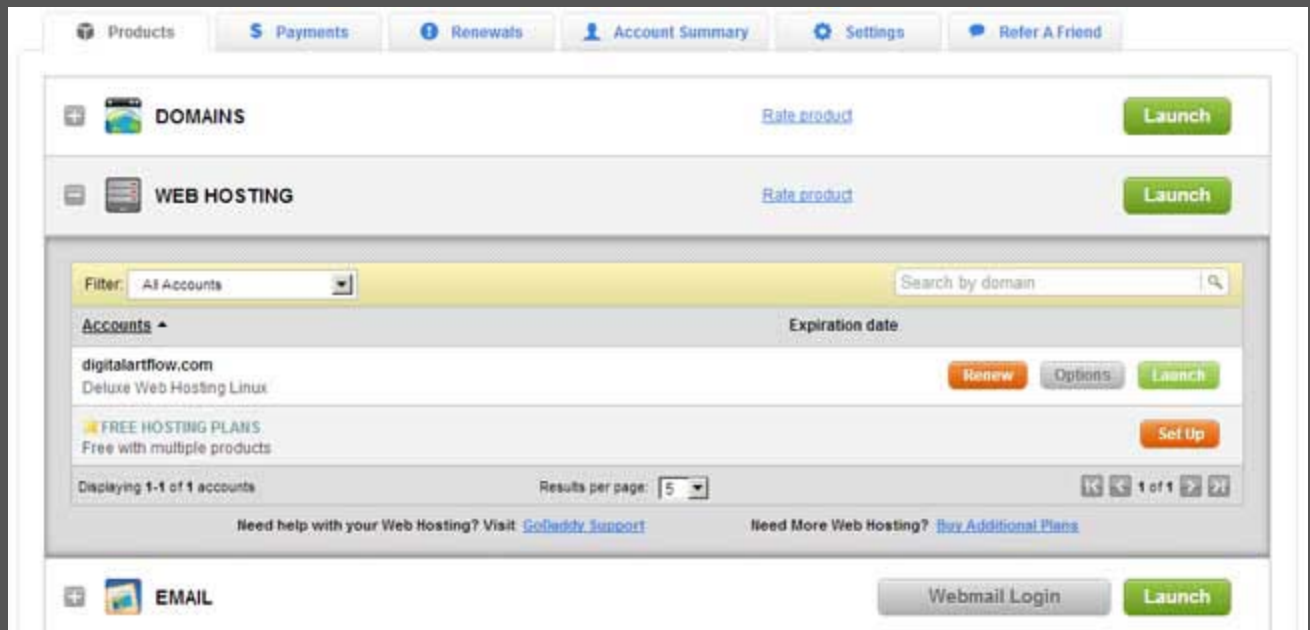 Products $ Payments Renewals Account Summary Settings Refer A Friend
DOMAINS Rate product Launch
WEB HOSTING Rate product Launch
Filter: All Accounts Search by domain
Accounts Expiration date
digitalartflow.com
Deluxe Web Hosting Linux
Renew Options Launch
FREE HOSTING PLANS
Free with multiple products
Set Up
Displaying 1-1 of 1 accounts Results per page: 5 1 of 1
Need help with your Web Hosting? Visit GoDaddy Support Need More Web Hosting? Buy Additional Plans
EMAIL Webmail Login Launch